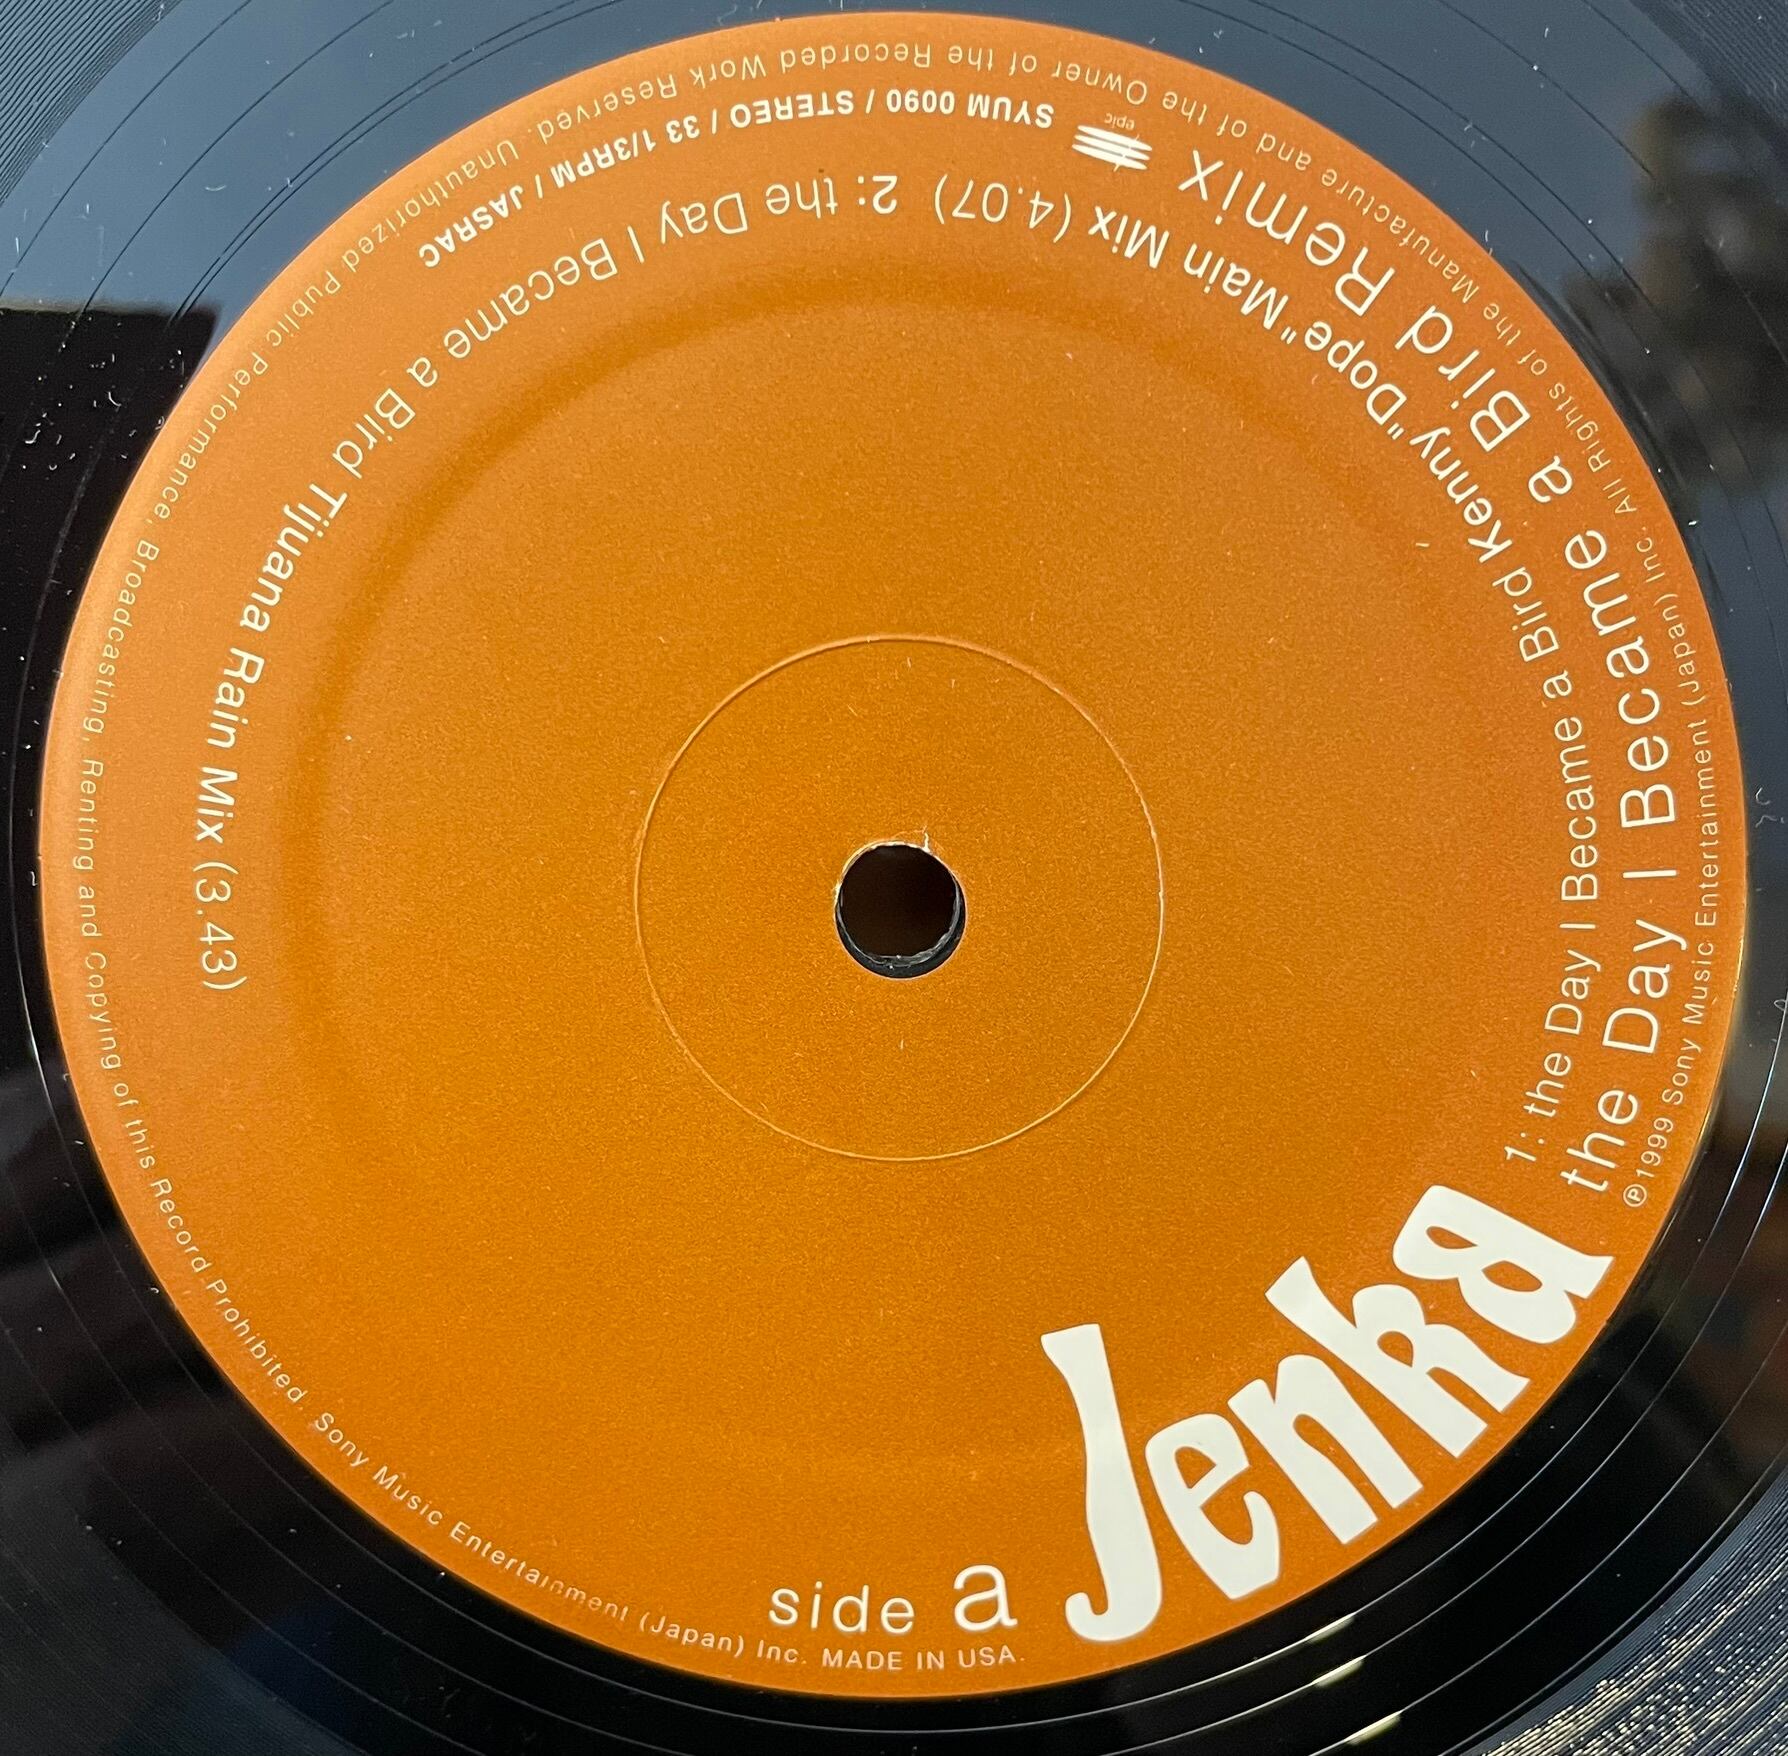 side a
Jenka
the Day I Became a Bird Remix
1: the Day I Became a Bird Kenny "Dope" Main Mix (4.07) 2: the Day I Became a Bird Tijuana Rain Mix (3.43)
epic
SYUM 0090 / STEREO / 33 1/3RPM / JASRAC
℗1999 Sony Music Entertainment (Japan) Inc. All Rights of the Manufacture and of the Owner of the Recorded Work Reserved. Unauthorized Public Performance, Broadcasting, Renting and Copying of this Record Prohibited. Sony Music Entertainment (Japan) Inc. MADE IN USA.